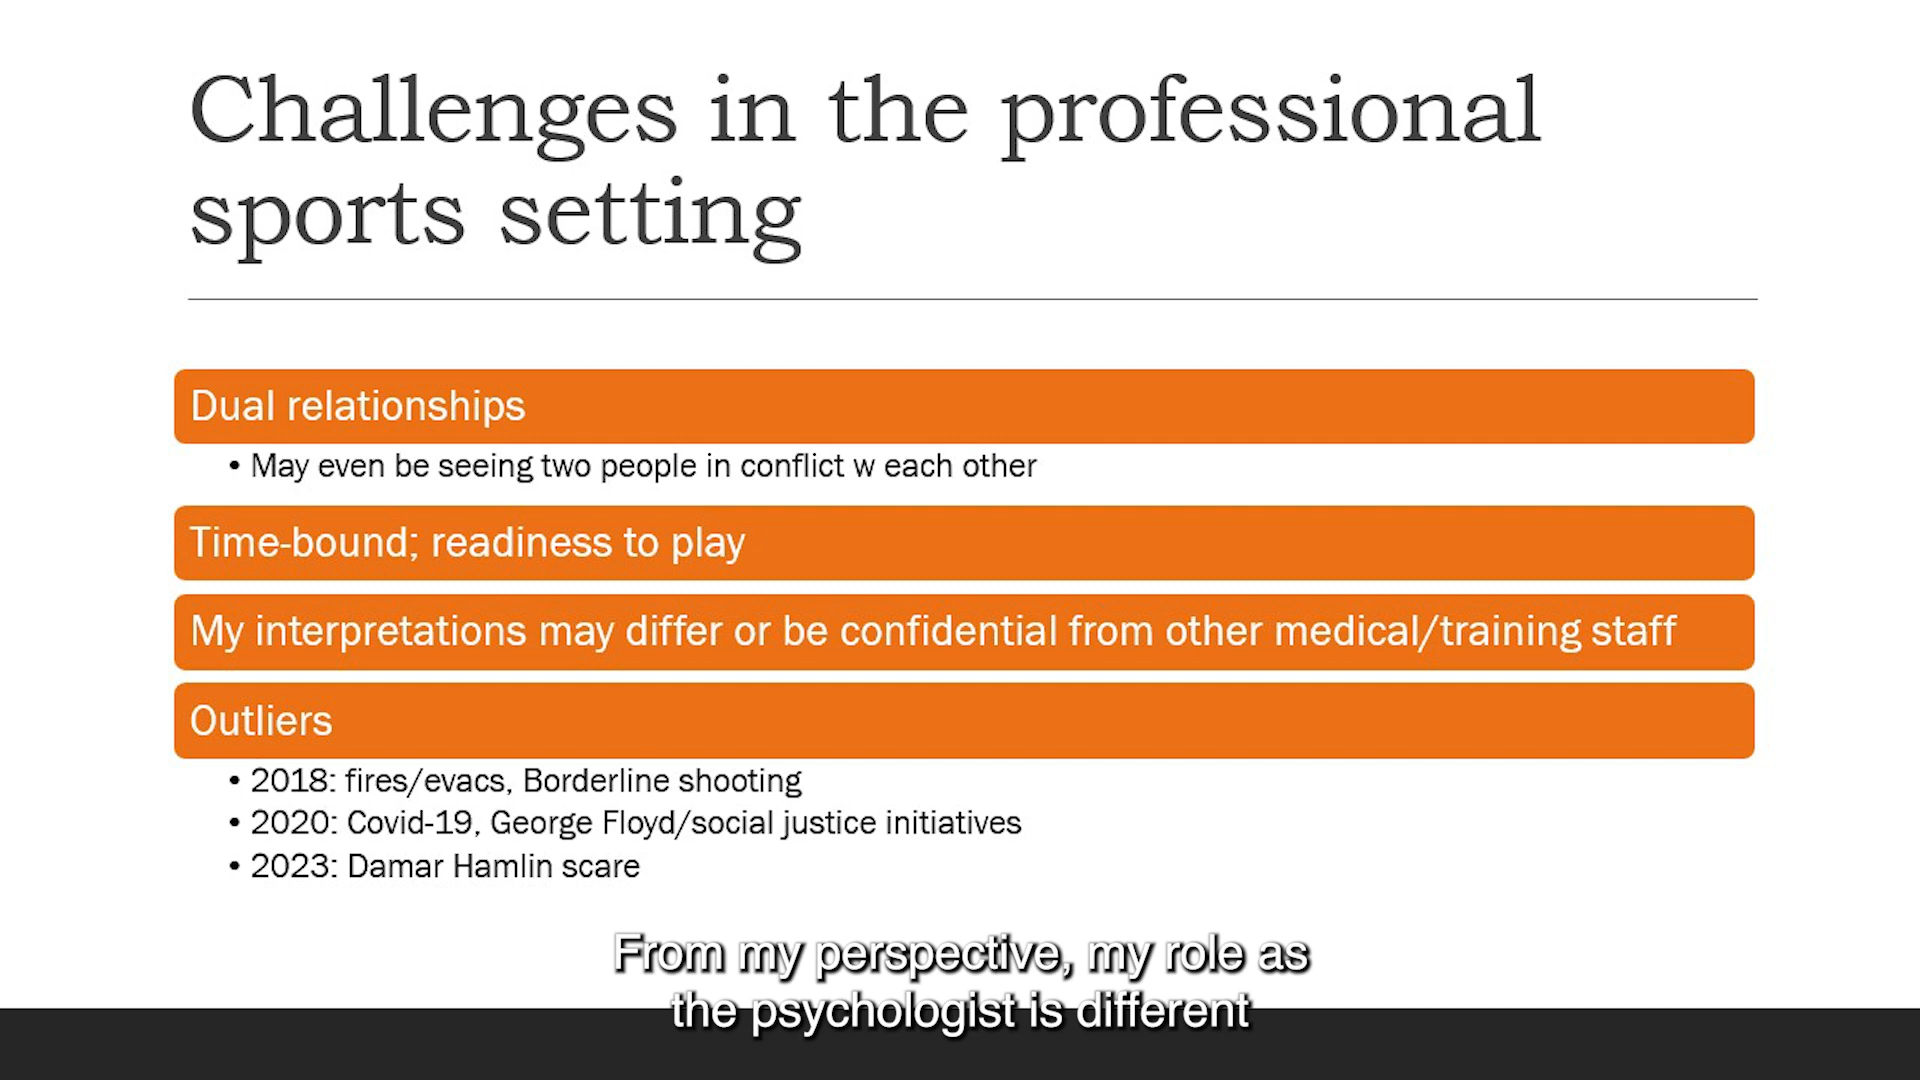 Challenges in the professional
sports setting
Dual relationships
• May even be seeing two people in conflict w each other
Time-bound; readiness to play
My interpretations may differ or be confidential from other medical/training staff
Outliers
• 2018: fires/evacs, Borderline shooting
• 2020: Covid-19, George Floyd/social justice initiatives
• 2023: Damar Hamlin scare
From my perspective, my role as
the psychologist is different